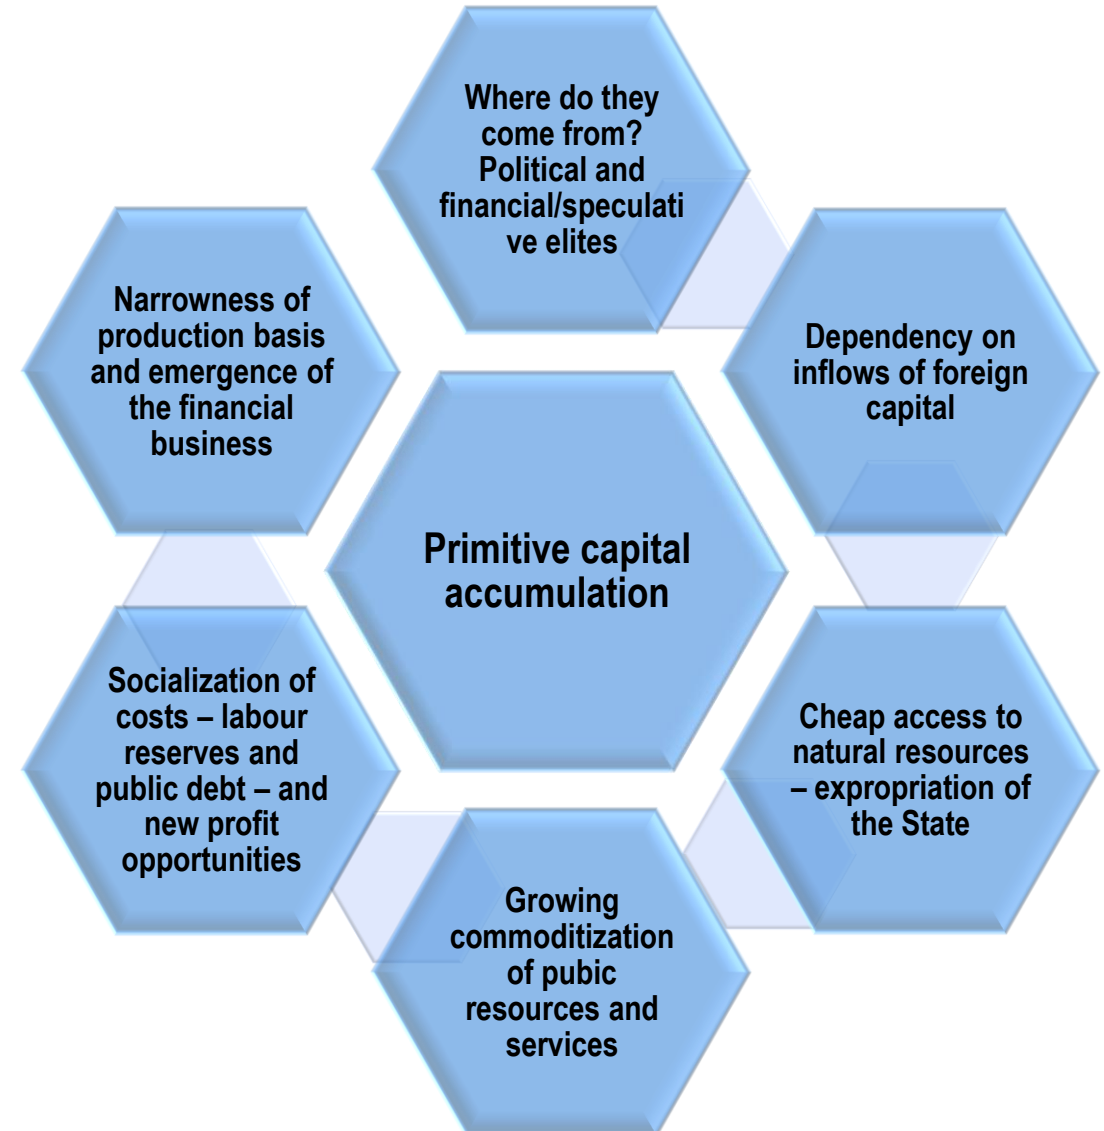 Where do they
come from?
Political and
financial/speculati
ve elites
Dependency on
inflows of foreign
capital
Cheap access to
natural resources
– expropriation of
the State
Growing
commoditization
of pubic
resources and
services
Socialization of
costs – labour
reserves and
public debt – and
new profit
opportunities
Narrowness of
production basis
and emergence of
the financial
business
Primitive capital
accumulation